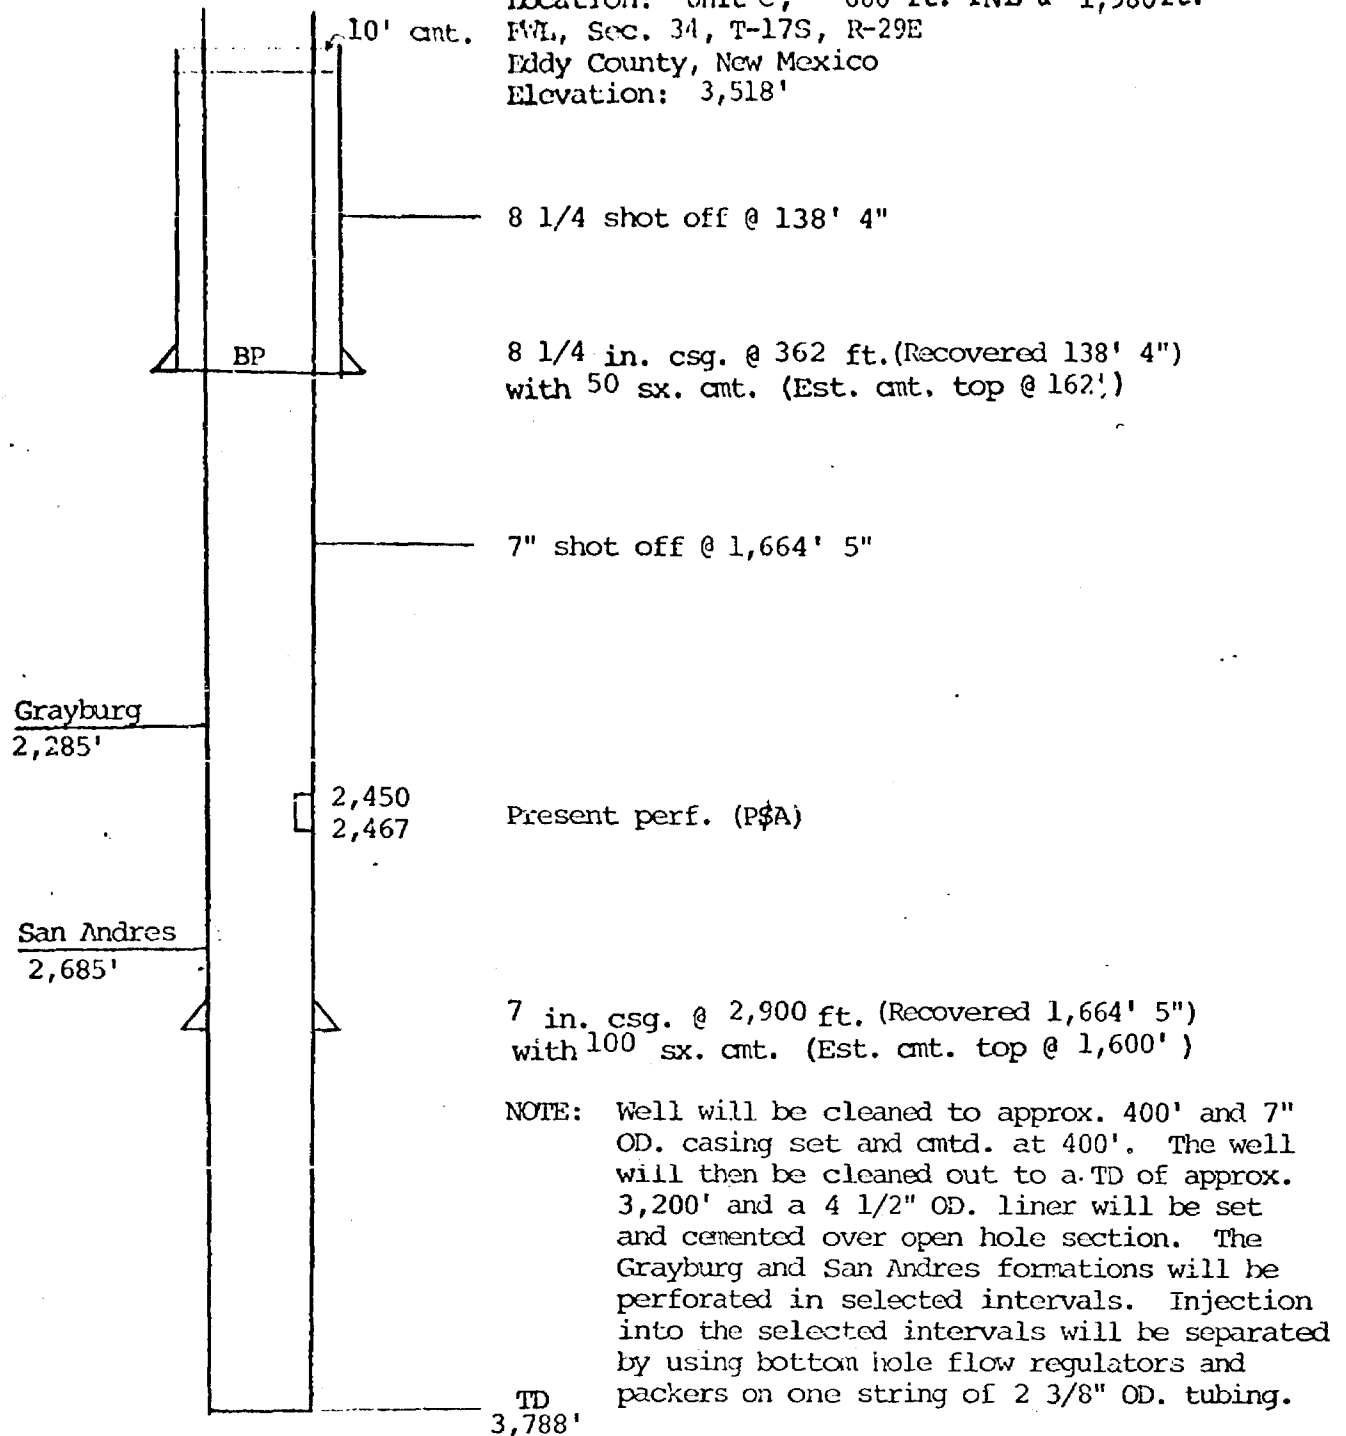 Location: Unit C, 660 ft. FNL & 1,980ft.
10' cmt.
FWL, Sec. 34, T-17S, R-29E
Eddy County, New Mexico
Elevation: 3,518'
8 1/4 shot off @ 138' 4"
BP
8 1/4 in. csg. @ 362 ft. (Recovered 138' 4")
with 50 sx. cmt. (Est. cmt. top @ 162')
7" shot off @ 1,664' 5"
Grayburg
2,285'
2,450
2,467
Present perf. (P$A)
San Andres
2,685'
7 in. csg. @ 2,900 ft. (Recovered 1,664' 5")
with 100 sx. cmt. (Est. cmt. top @ 1,600')
NOTE: Well will be cleaned to approx. 400' and 7"
OD. casing set and cmtd. at 400'. The well
will then be cleaned out to a TD of approx.
3,200' and a 4 1/2" OD. liner will be set
and cemented over open hole section. The
Grayburg and San Andres formations will be
perforated in selected intervals. Injection
into the selected intervals will be separated
by using bottom hole flow regulators and
packers on one string of 2 3/8" OD. tubing.
TD
3,788'